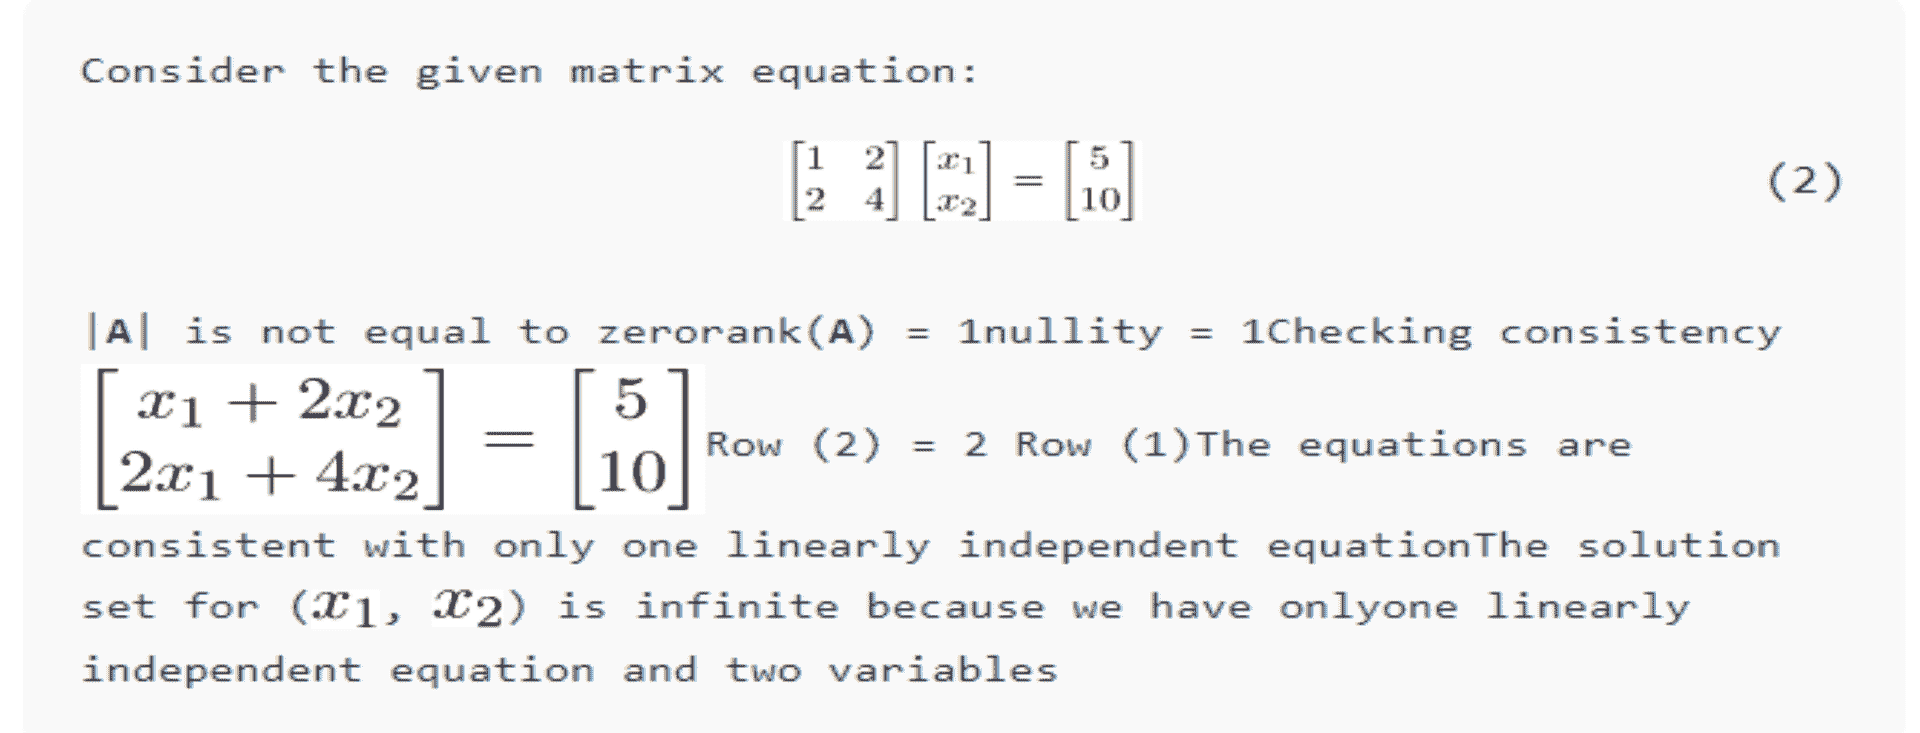 Consider the given matrix equation:
[1 2; 2 4] [x₁; x₂] = [5; 10] (2)
|A| is not equal to zerorank(A) = 1nullity = 1Checking consistency
[x₁ + 2x₂; 2x₁ + 4x₂] = [5; 10] Row (2) = 2 Row (1)The equations are
consistent with only one linearly independent equationThe solution
set for (x₁, x₂) is infinite because we have onlyone linearly
independent equation and two variables